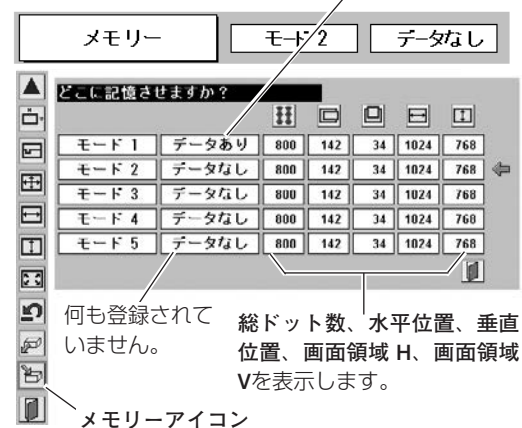 メモリー モード 2 データなし
どこに記憶させますか？
モード 1 データあり 800 142 34 1024 768
モード 2 データなし 800 142 34 1024 768
モード 3 データなし 800 142 34 1024 768
モード 4 データなし 800 142 34 1024 768
モード 5 データなし 800 142 34 1024 768
何も登録されて
いません。
総ドット数、水平位置、垂直
位置、画面領域 H、画面領域
Vを表示します。
メモリーアイコン